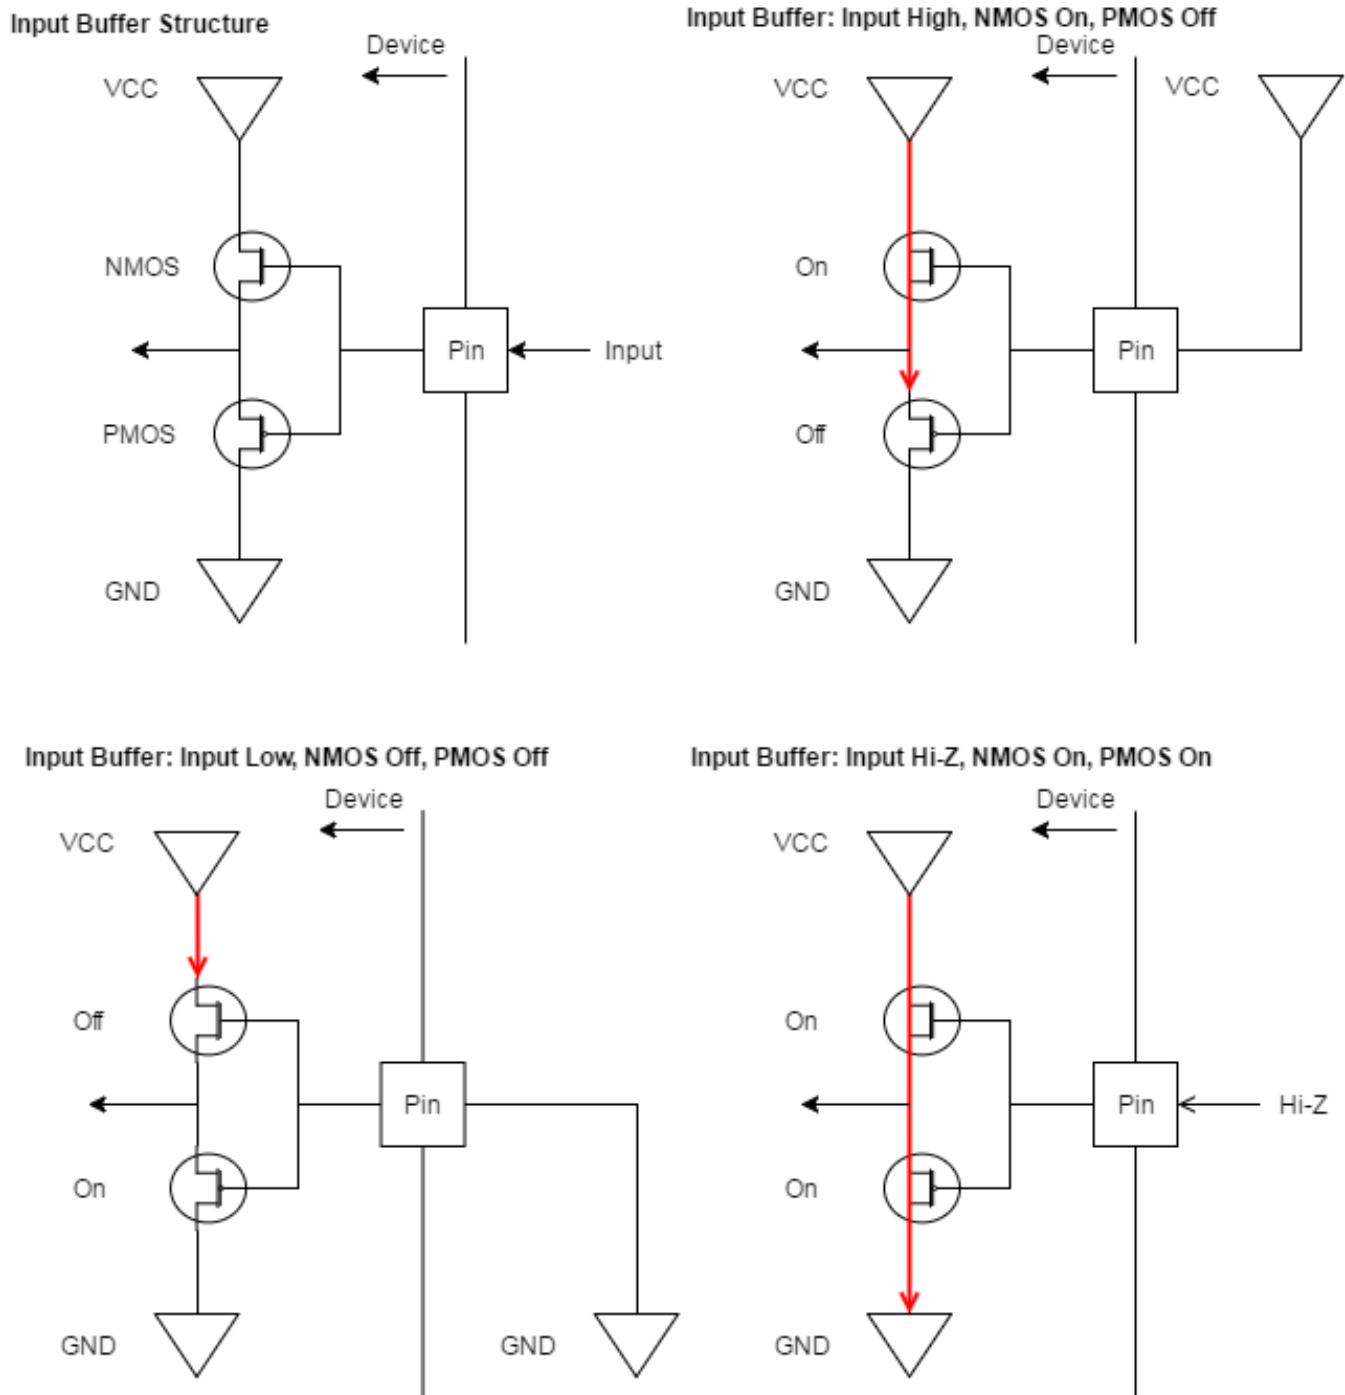 Input Buffer Structure
Device
VCC
NMOS
Pin
Input
PMOS
GND
Input Buffer: Input High, NMOS On, PMOS Off
Device
VCC
VCC
On
Pin
Off
GND
Input Buffer: Input Low, NMOS Off, PMOS Off
Device
VCC
Off
Pin
On
GND
GND
Input Buffer: Input Hi-Z, NMOS On, PMOS On
Device
VCC
On
Pin
Hi-Z
On
GND